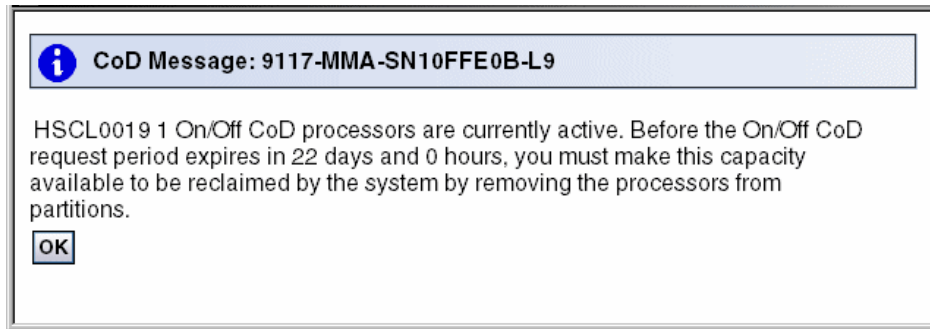 CoD Message: 9117-MMA-SN10FFE0B-L9
HSCL0019 1 On/Off CoD processors are currently active. Before the On/Off CoD
request period expires in 22 days and 0 hours, you must make this capacity
available to be reclaimed by the system by removing the processors from
partitions.
OK